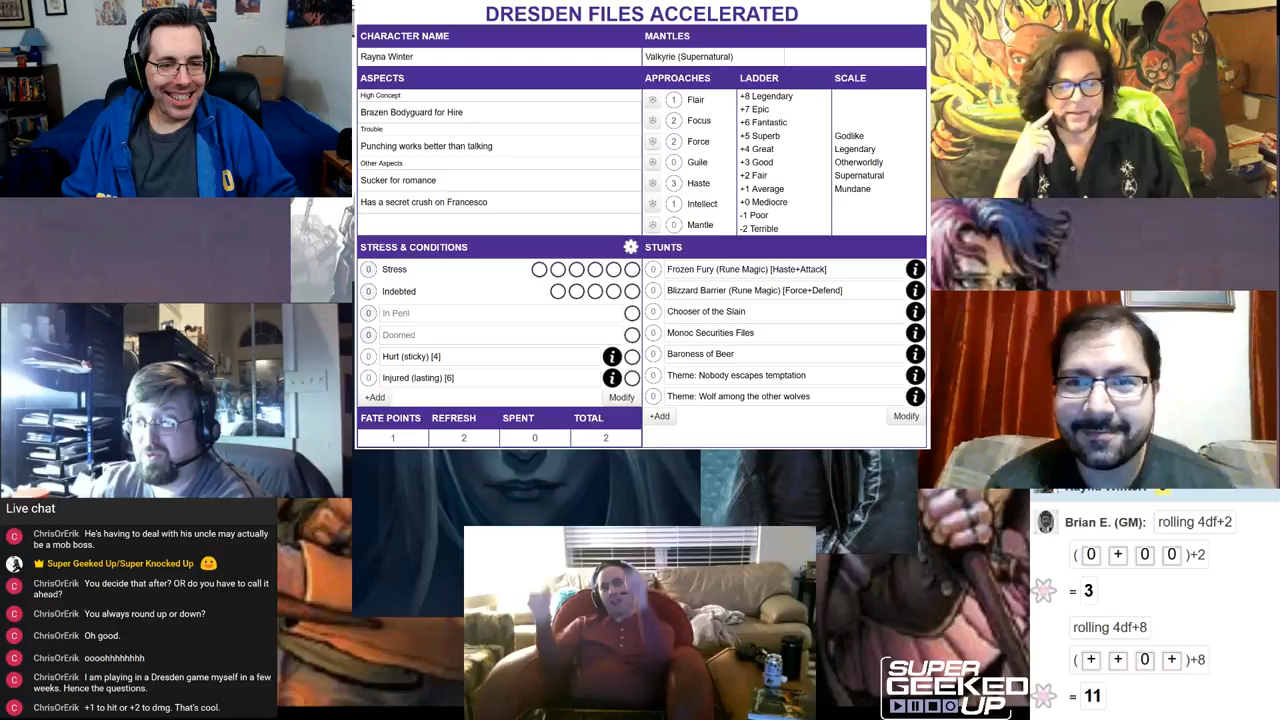 DRESDEN FILES ACCELERATED
CHARACTER NAME
MANTLES
Rayna Winter
Valkyrie (Supernatural)
ASPECTS
High Concept
Brazen Bodyguard for Hire
Trouble
Punching works better than talking
Other Aspects
Sucker for romance
Has a secret crush on Francesco
APPROACHES
LADDER
SCALE
1 Flair
2 Focus
2 Force
0 Guile
3 Haste
1 Intellect
0 Mantle
+8 Legendary
+7 Epic
+6 Fantastic
+5 Superb
+4 Great
+3 Good
+2 Fair
+1 Average
+0 Mediocre
-1 Poor
-2 Terrible
Godlike
Legendary
Otherworldly
Supernatural
Mundane
STRESS & CONDITIONS
0 Stress
0 Indebted
0 In Peril
0 Doomed
0 Hurt (sticky) [4] i
0 Injured (lasting) [6] i
+Add
Modify
FATE POINTS
REFRESH
SPENT
TOTAL
1
2
0
2
STUNTS
0 Frozen Fury (Rune Magic) [Haste+Attack] i
0 Blizzard Barrier (Rune Magic) [Force+Defend] i
0 Chooser of the Slain i
0 Monoc Securities Files i
0 Baroness of Beer i
0 Theme: Nobody escapes temptation i
0 Theme: Wolf among the other wolves i
+Add
Modify
Live chat
C ChrisOrErik He's having to deal with his uncle may actually
be a mob boss.
Super Geeked Up/Super Knocked Up
C ChrisOrErik You decide that after? OR do you have to call it
ahead?
C ChrisOrErik You always round up or down?
C ChrisOrErik Oh good.
C ChrisOrErik oooohhhhhhhh
C ChrisOrErik I am playing in a Dresden game myself in a few
weeks. Hence the questions.
C ChrisOrErik +1 to hit or +2 to dmg. That's cool.
Brian E. (GM): rolling 4df+2
( 0 + 0 0 )+2
= 3
rolling 4df+8
( + + 0 + )+8
= 11
SUPER
GEEKED
UP